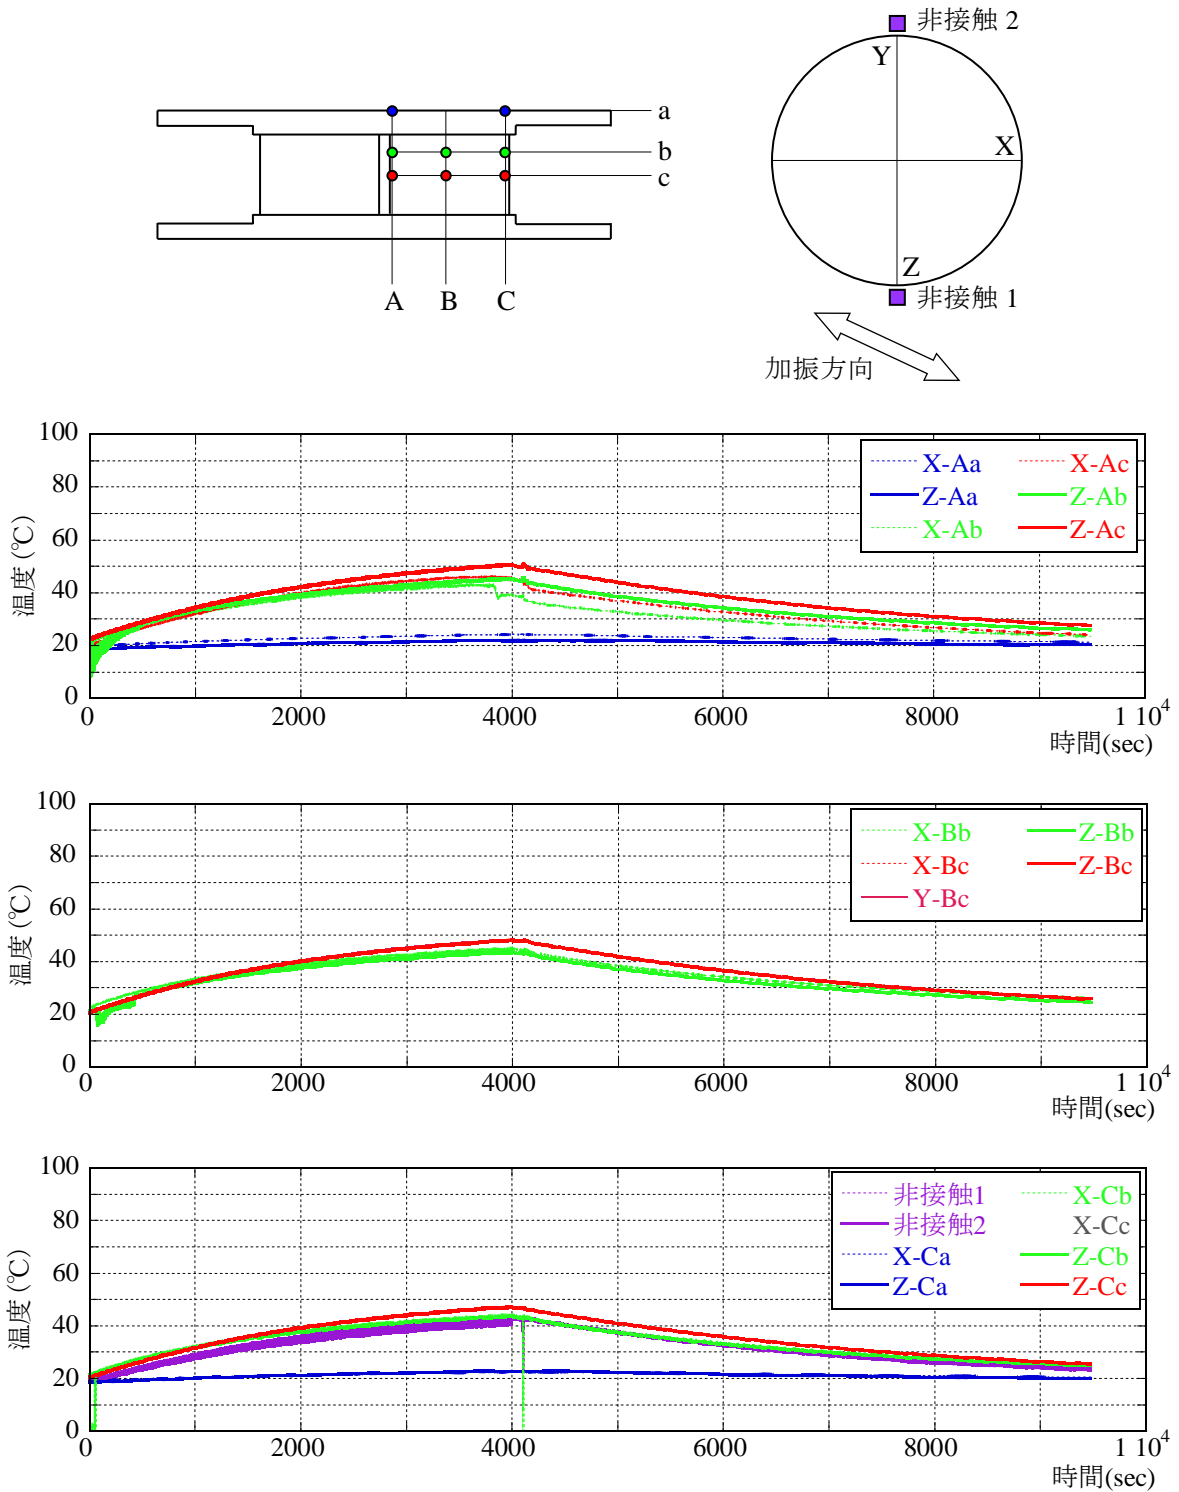 非接触 2
Y
a
X
b
c
Z
A B C
非接触 1
加振方向
100
80
60
40
20
0
温度 (℃)
X-Aa X-Ac
Z-Aa Z-Ab
X-Ab Z-Ac
0 2000 4000 6000 8000 1 10⁴
時間(sec)
100
80
60
40
20
0
温度 (℃)
X-Bb Z-Bb
X-Bc Z-Bc
Y-Bc
0 2000 4000 6000 8000 1 10⁴
時間(sec)
100
80
60
40
20
0
温度 (℃)
非接触1 X-Cb
非接触2 X-Cc
X-Ca Z-Cb
Z-Ca Z-Cc
0 2000 4000 6000 8000 1 10⁴
時間(sec)